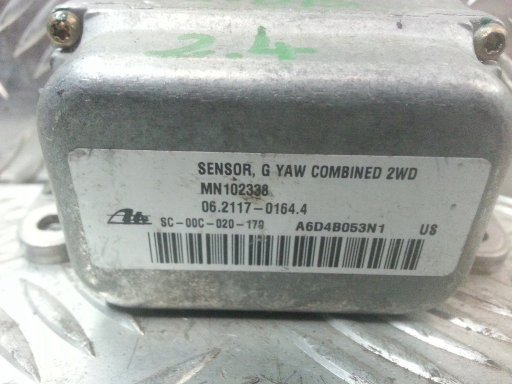 2.4
SENSOR, G YAW COMBINED 2WD
MN102338
06.2117-0164.4
Ate SC-00C-020-179 A6D4B053N1 US